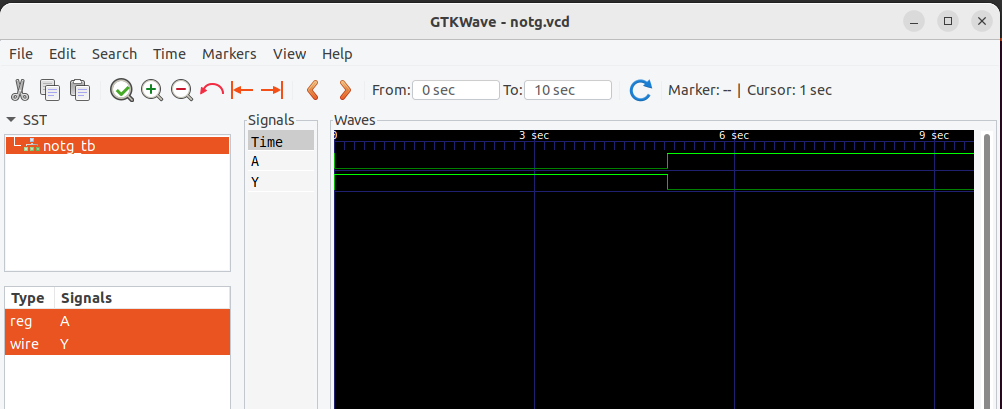 GTKWave - notg.vcd
File Edit Search Time Markers View Help
From: 0 sec To: 10 sec Marker: -- | Cursor: 1 sec
SST
notg_tb
Type Signals
reg A
wire Y
Signals
Time
A
Y
Waves
0 3 sec 6 sec 9 sec